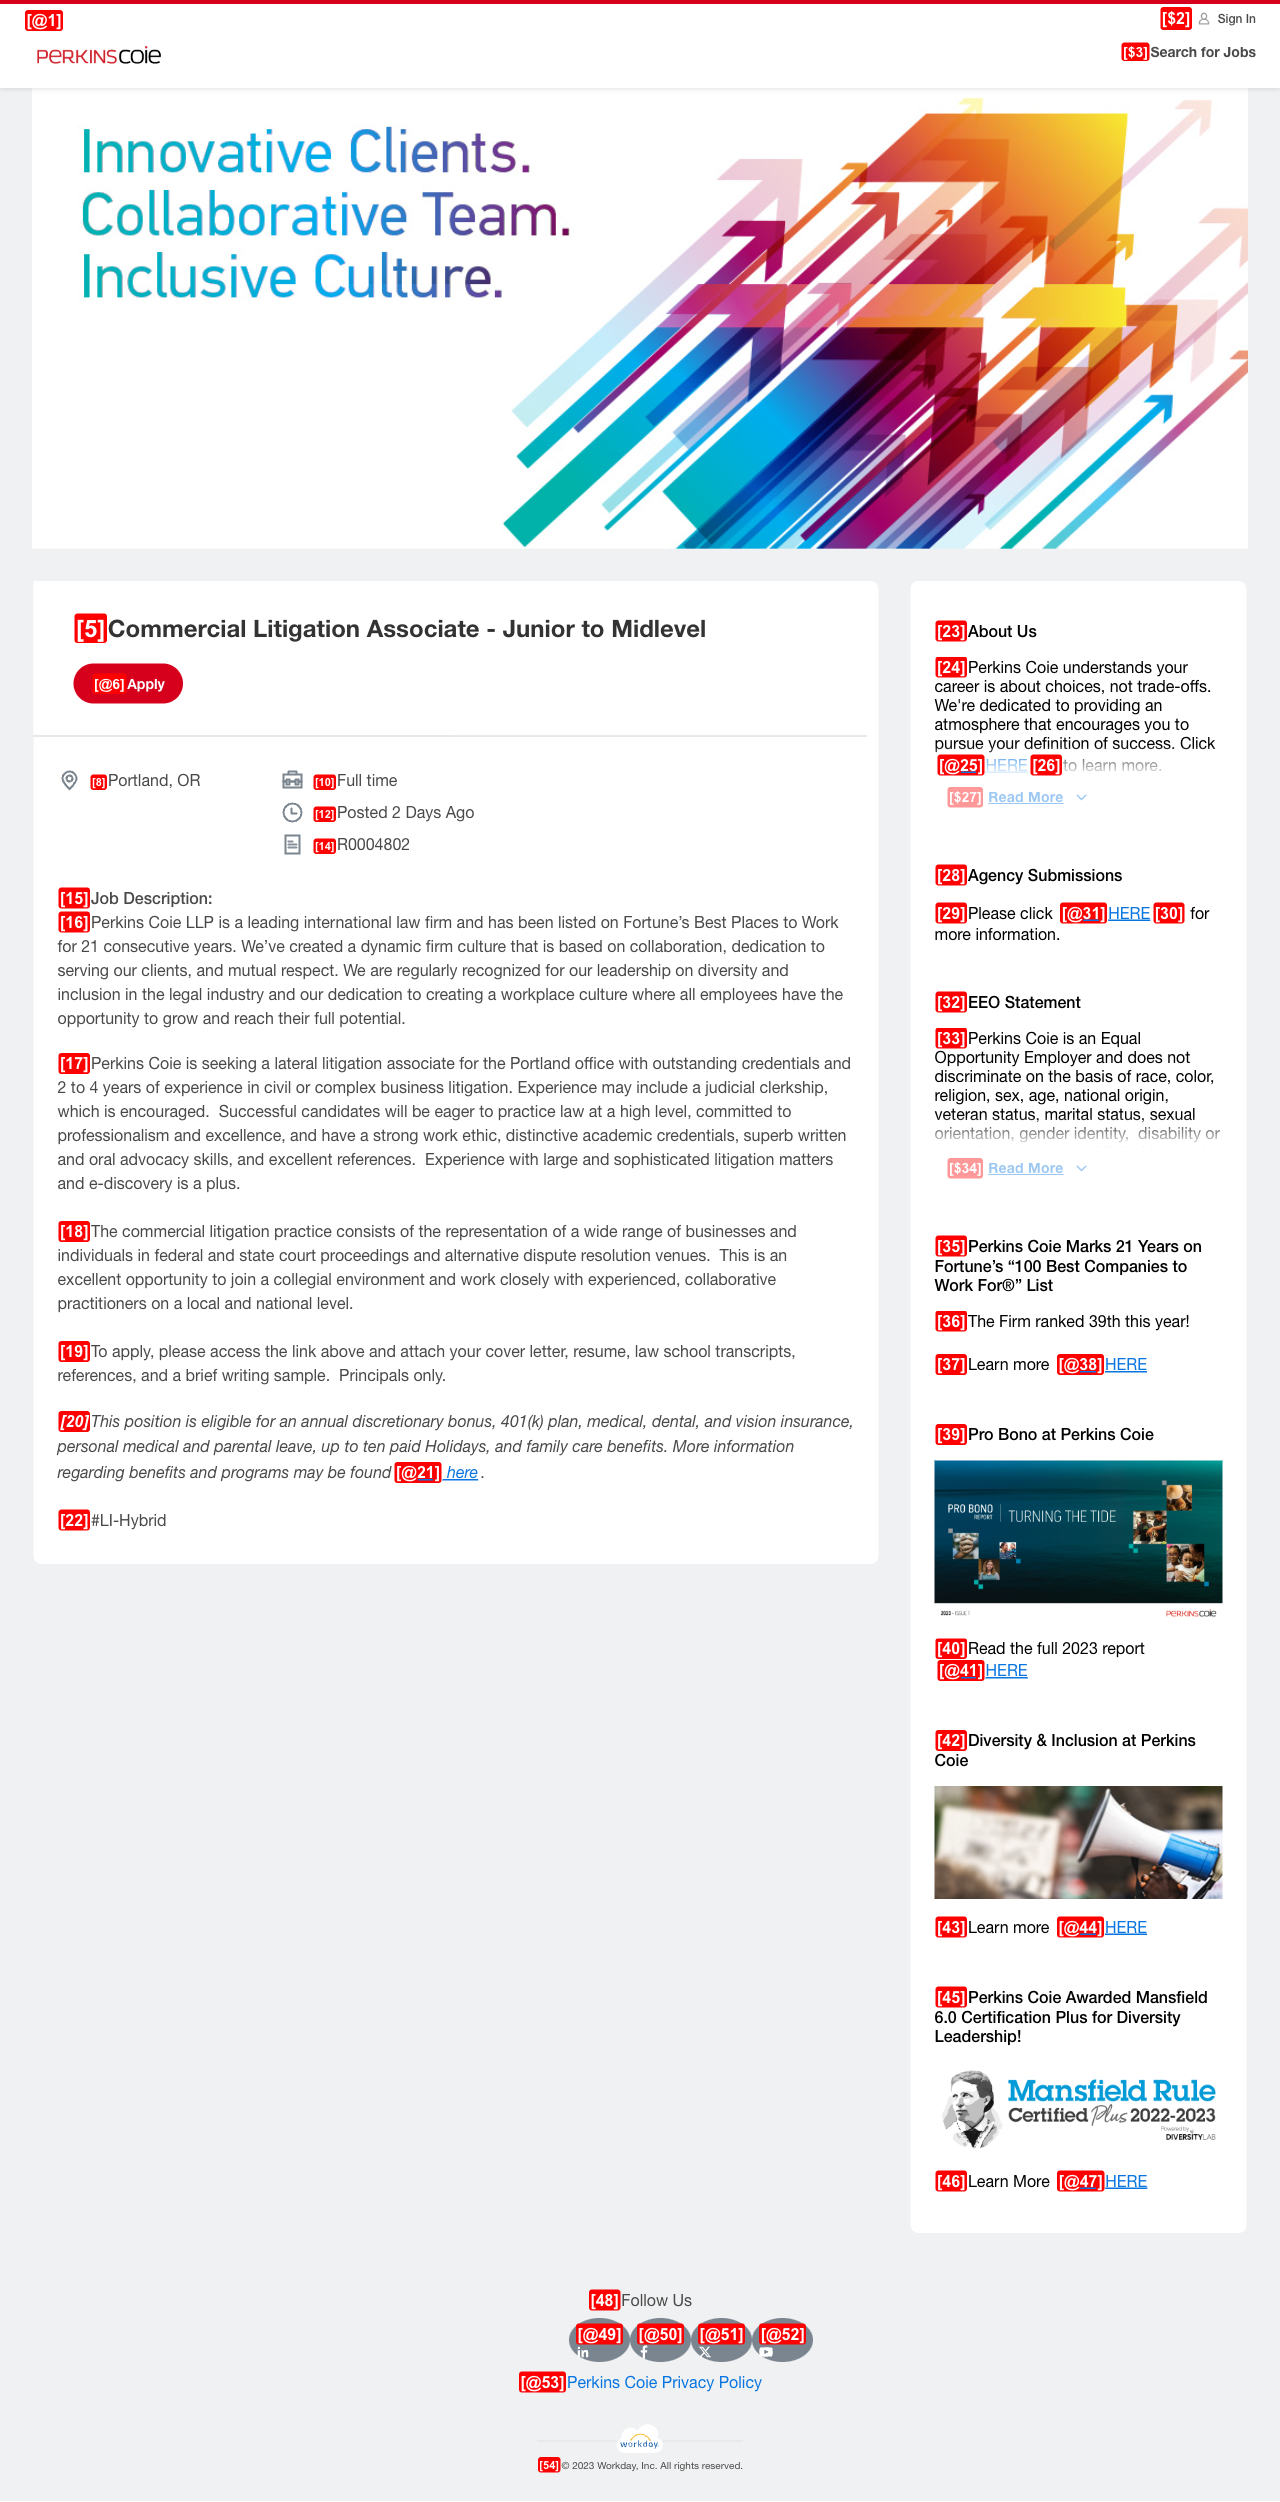 [@1]
[$2] Sign In
PERKINSCOIE
[$3]Search for Jobs
Innovative Clients.
Collaborative Team.
Inclusive Culture.
[5]Commercial Litigation Associate - Junior to Midlevel
[@6] Apply
[8]Portland, OR
[10]Full time
[12]Posted 2 Days Ago
[14]R0004802
[15]Job Description:
[16]Perkins Coie LLP is a leading international law firm and has been listed on Fortune’s Best Places to Work
for 21 consecutive years. We’ve created a dynamic firm culture that is based on collaboration, dedication to
serving our clients, and mutual respect. We are regularly recognized for our leadership on diversity and
inclusion in the legal industry and our dedication to creating a workplace culture where all employees have the
opportunity to grow and reach their full potential.
[17]Perkins Coie is seeking a lateral litigation associate for the Portland office with outstanding credentials and
2 to 4 years of experience in civil or complex business litigation. Experience may include a judicial clerkship,
which is encouraged.  Successful candidates will be eager to practice law at a high level, committed to
professionalism and excellence, and have a strong work ethic, distinctive academic credentials, superb written
and oral advocacy skills, and excellent references.  Experience with large and sophisticated litigation matters
and e-discovery is a plus.
[18]The commercial litigation practice consists of the representation of a wide range of businesses and
individuals in federal and state court proceedings and alternative dispute resolution venues.  This is an
excellent opportunity to join a collegial environment and work closely with experienced, collaborative
practitioners on a local and national level.
[19]To apply, please access the link above and attach your cover letter, resume, law school transcripts,
references, and a brief writing sample.  Principals only.
[20]This position is eligible for an annual discretionary bonus, 401(k) plan, medical, dental, and vision insurance,
personal medical and parental leave, up to ten paid Holidays, and family care benefits. More information
regarding benefits and programs may be found [@21] here .
[22]#LI-Hybrid
[23]About Us
[24]Perkins Coie understands your
career is about choices, not trade-offs.
We're dedicated to providing an
atmosphere that encourages you to
pursue your definition of success. Click
[@25]HERE [26]to learn more.
[$27] Read More
[28]Agency Submissions
[29]Please click [@31]HERE [30] for
more information.
[32]EEO Statement
[33]Perkins Coie is an Equal
Opportunity Employer and does not
discriminate on the basis of race, color,
religion, sex, age, national origin,
veteran status, marital status, sexual
orientation, gender identity,  disability or
[$34] Read More
[35]Perkins Coie Marks 21 Years on
Fortune’s “100 Best Companies to
Work For®” List
[36]The Firm ranked 39th this year!
[37]Learn more [@38]HERE
[39]Pro Bono at Perkins Coie
PRO BONO
REPORT
TURNING THE TIDE
2023 - ISSUE 1
PERKINSCOIE
[40]Read the full 2023 report
[@41]HERE
[42]Diversity & Inclusion at Perkins
Coie
[43]Learn more [@44]HERE
[45]Perkins Coie Awarded Mansfield
6.0 Certification Plus for Diversity
Leadership!
Mansfield Rule
Certified Plus 2022-2023
Powered by
DIVERSITYLAB
[46]Learn More [@47]HERE
[48]Follow Us
[@49] [@50] [@51] [@52]
[@53]Perkins Coie Privacy Policy
workday
[54]© 2023 Workday, Inc. All rights reserved.